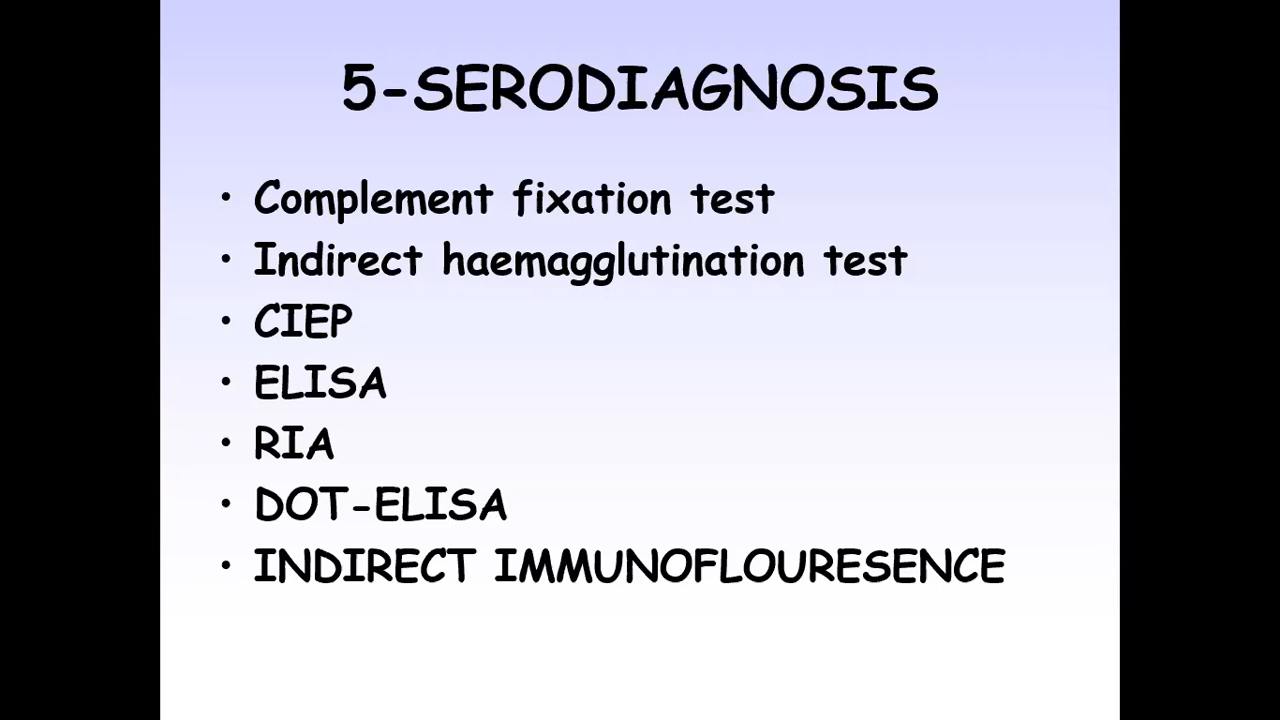 5-SERODIAGNOSIS
• Complement fixation test
• Indirect haemagglutination test
• CIEP
• ELISA
• RIA
• DOT-ELISA
• INDIRECT IMMUNOFLOURESENCE